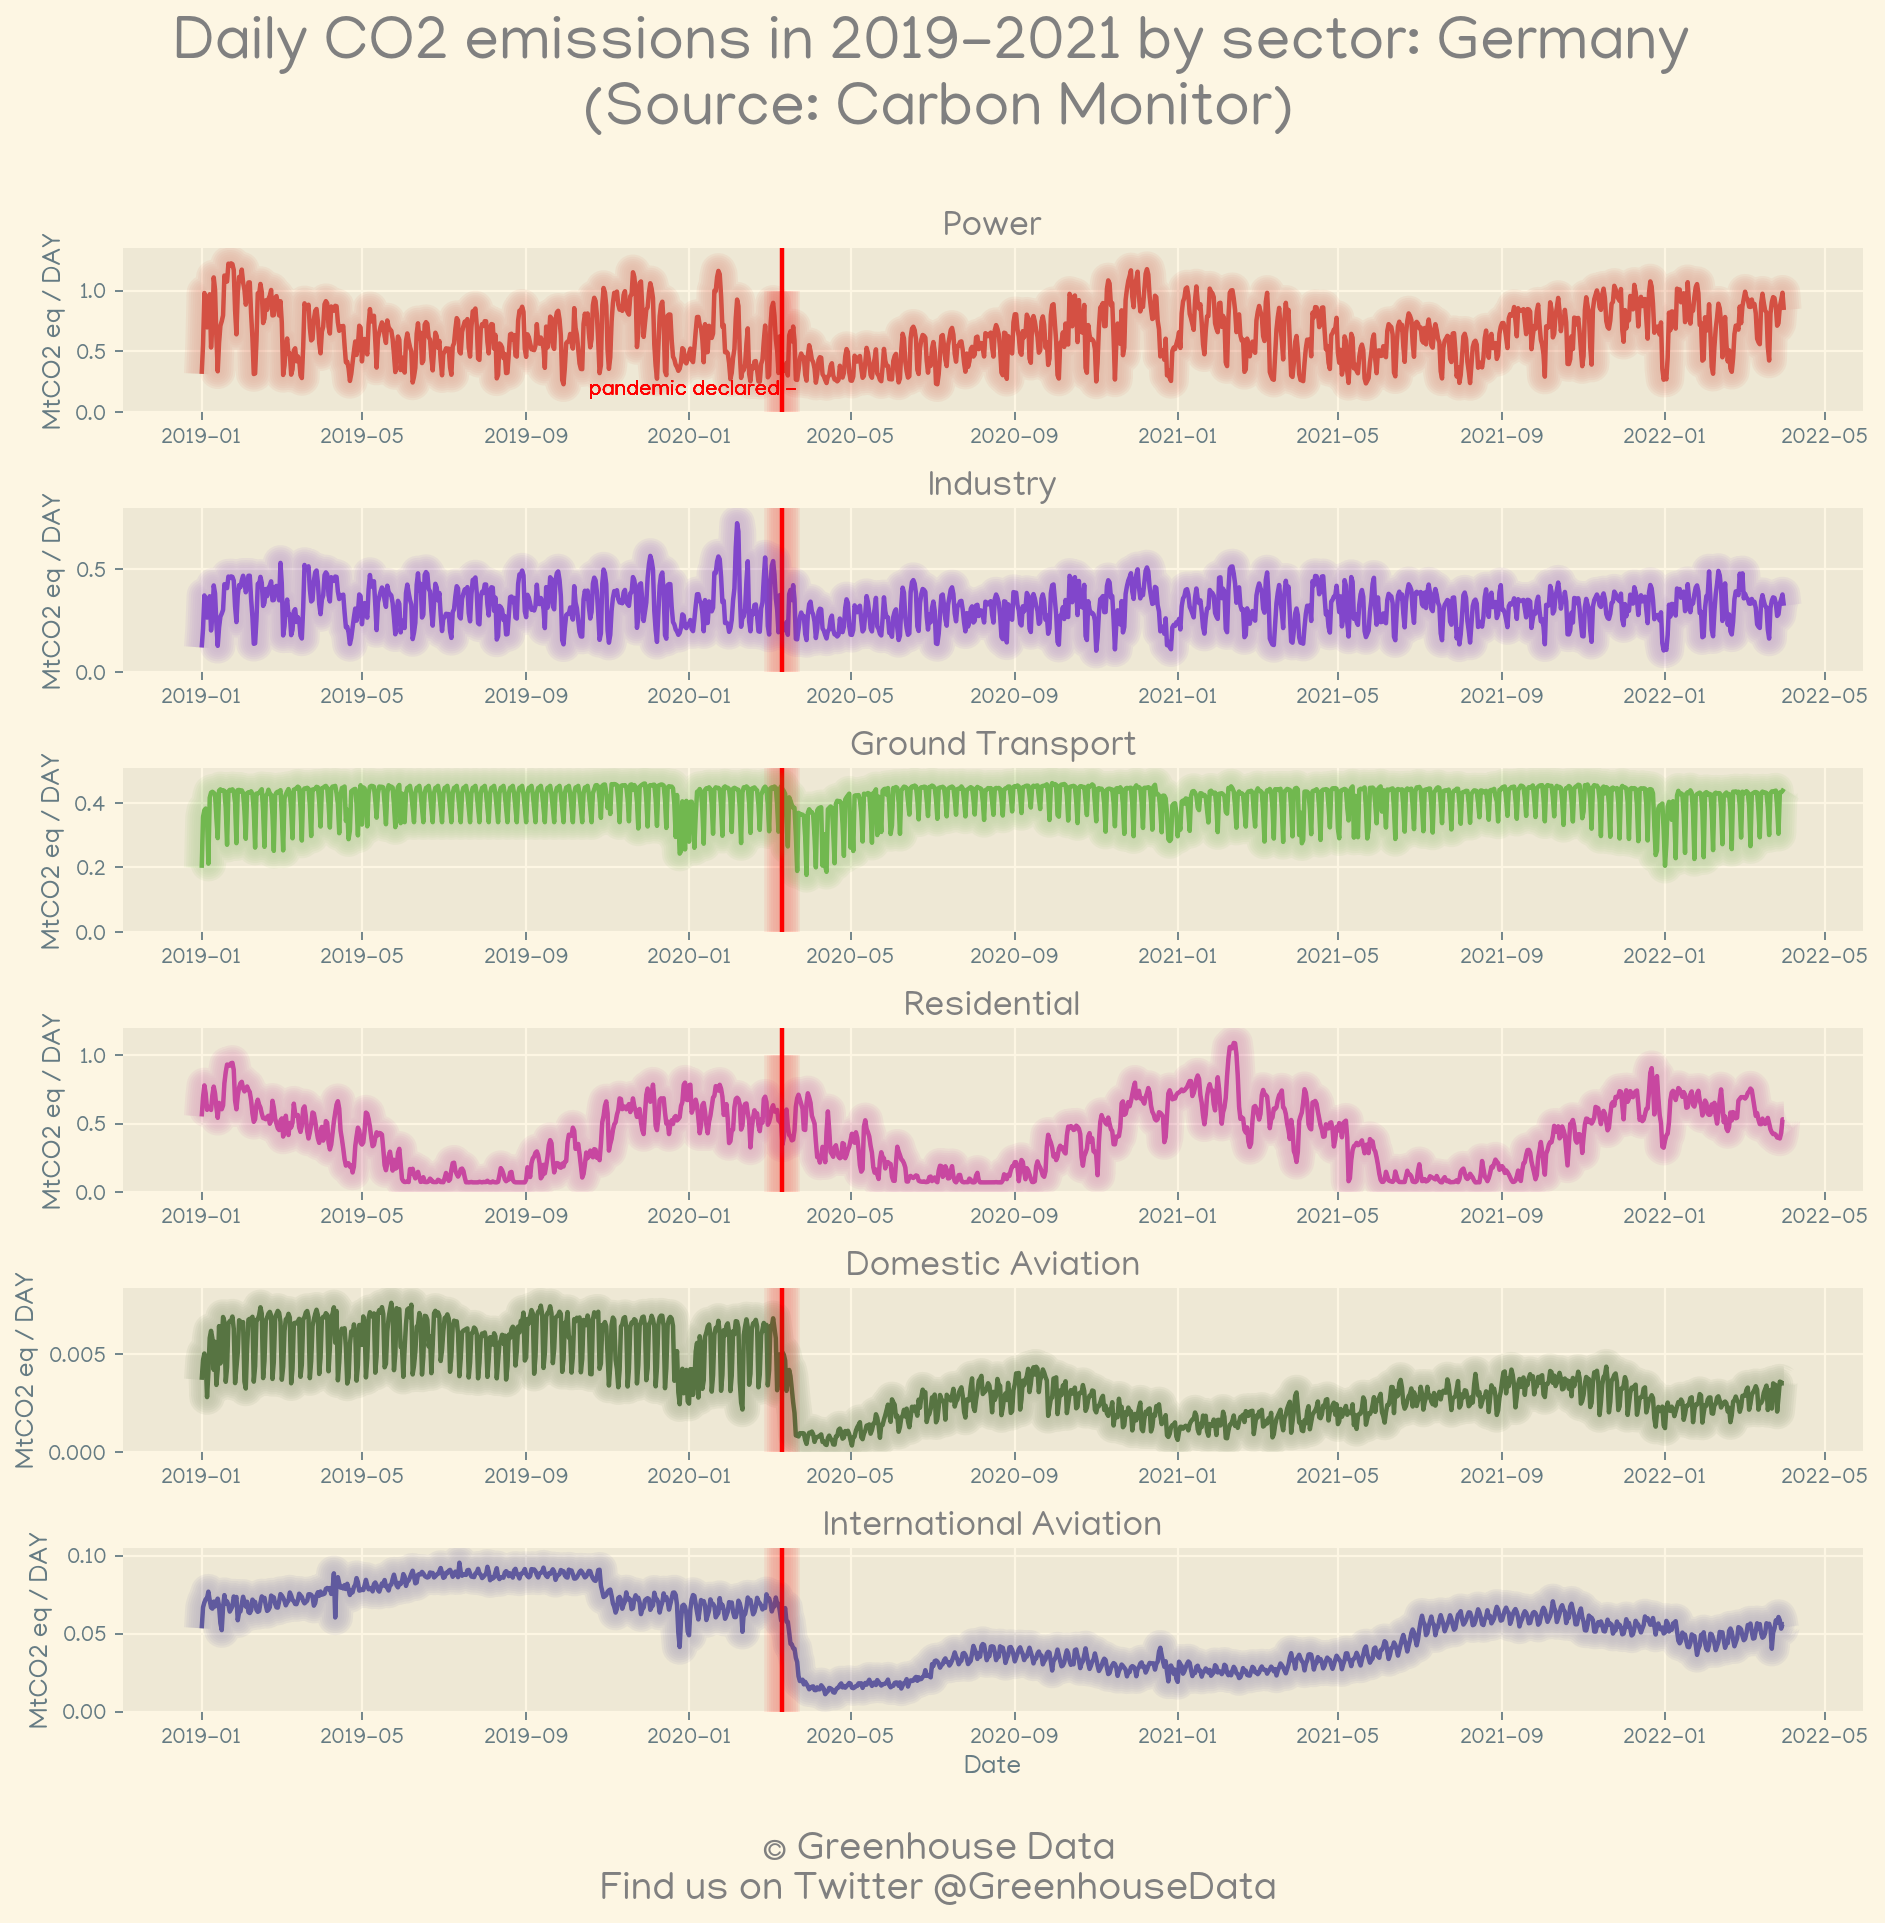 Daily CO2 emissions in 2019-2021 by sector: Germany
(Source: Carbon Monitor)
Power
MtCO2 eq / DAY
1.0
0.5
0.0
pandemic declared -
2019-01 2019-05 2019-09 2020-01 2020-05 2020-09 2021-01 2021-05 2021-09 2022-01 2022-05
Industry
MtCO2 eq / DAY
0.5
0.0
2019-01 2019-05 2019-09 2020-01 2020-05 2020-09 2021-01 2021-05 2021-09 2022-01 2022-05
Ground Transport
MtCO2 eq / DAY
0.4
0.2
0.0
2019-01 2019-05 2019-09 2020-01 2020-05 2020-09 2021-01 2021-05 2021-09 2022-01 2022-05
Residential
MtCO2 eq / DAY
1.0
0.5
0.0
2019-01 2019-05 2019-09 2020-01 2020-05 2020-09 2021-01 2021-05 2021-09 2022-01 2022-05
Domestic Aviation
MtCO2 eq / DAY
0.005
0.000
2019-01 2019-05 2019-09 2020-01 2020-05 2020-09 2021-01 2021-05 2021-09 2022-01 2022-05
International Aviation
MtCO2 eq / DAY
0.10
0.05
0.00
2019-01 2019-05 2019-09 2020-01 2020-05 2020-09 2021-01 2021-05 2021-09 2022-01 2022-05
Date
© Greenhouse Data
Find us on Twitter @GreenhouseData